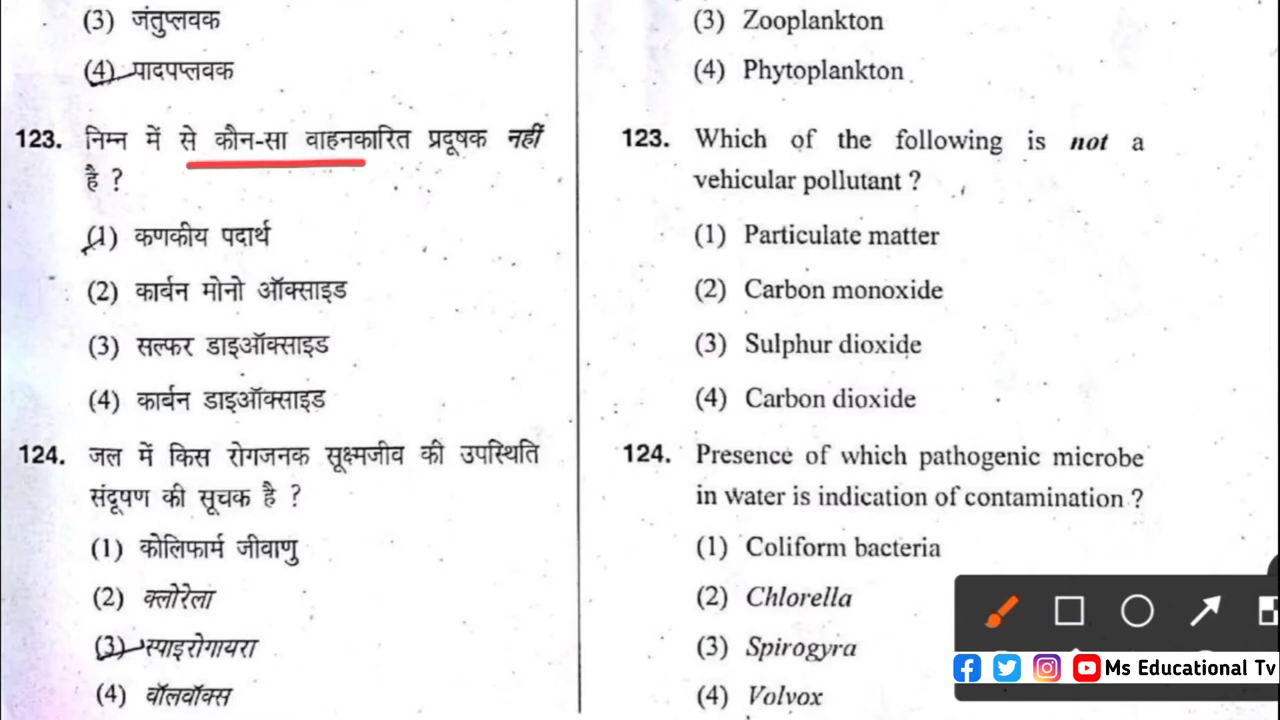 (3) जंतुप्लवक
(4) पादपप्लवक
123. निम्न में से कौन-सा वाहनकारित प्रदूषक नहीं
है ?
(1) कणकीय पदार्थ
(2) कार्बन मोनो ऑक्साइड
(3) सल्फर डाइऑक्साइड
(4) कार्बन डाइऑक्साइड
124. जल में किस रोगजनक सूक्ष्मजीव की उपस्थिति
संदूषण की सूचक है ?
(1) कोलिफार्म जीवाणु
(2) क्लोरेला
(3) स्पाइरोगायरा
(4) वॉलवॉक्स
(3) Zooplankton
(4) Phytoplankton
123. Which of the following is not a
vehicular pollutant ?
(1) Particulate matter
(2) Carbon monoxide
(3) Sulphur dioxide
(4) Carbon dioxide
124. Presence of which pathogenic microbe
in water is indication of contamination ?
(1) Coliform bacteria
(2) Chlorella
(3) Spirogyra
(4) Volvox
Ms Educational Tv